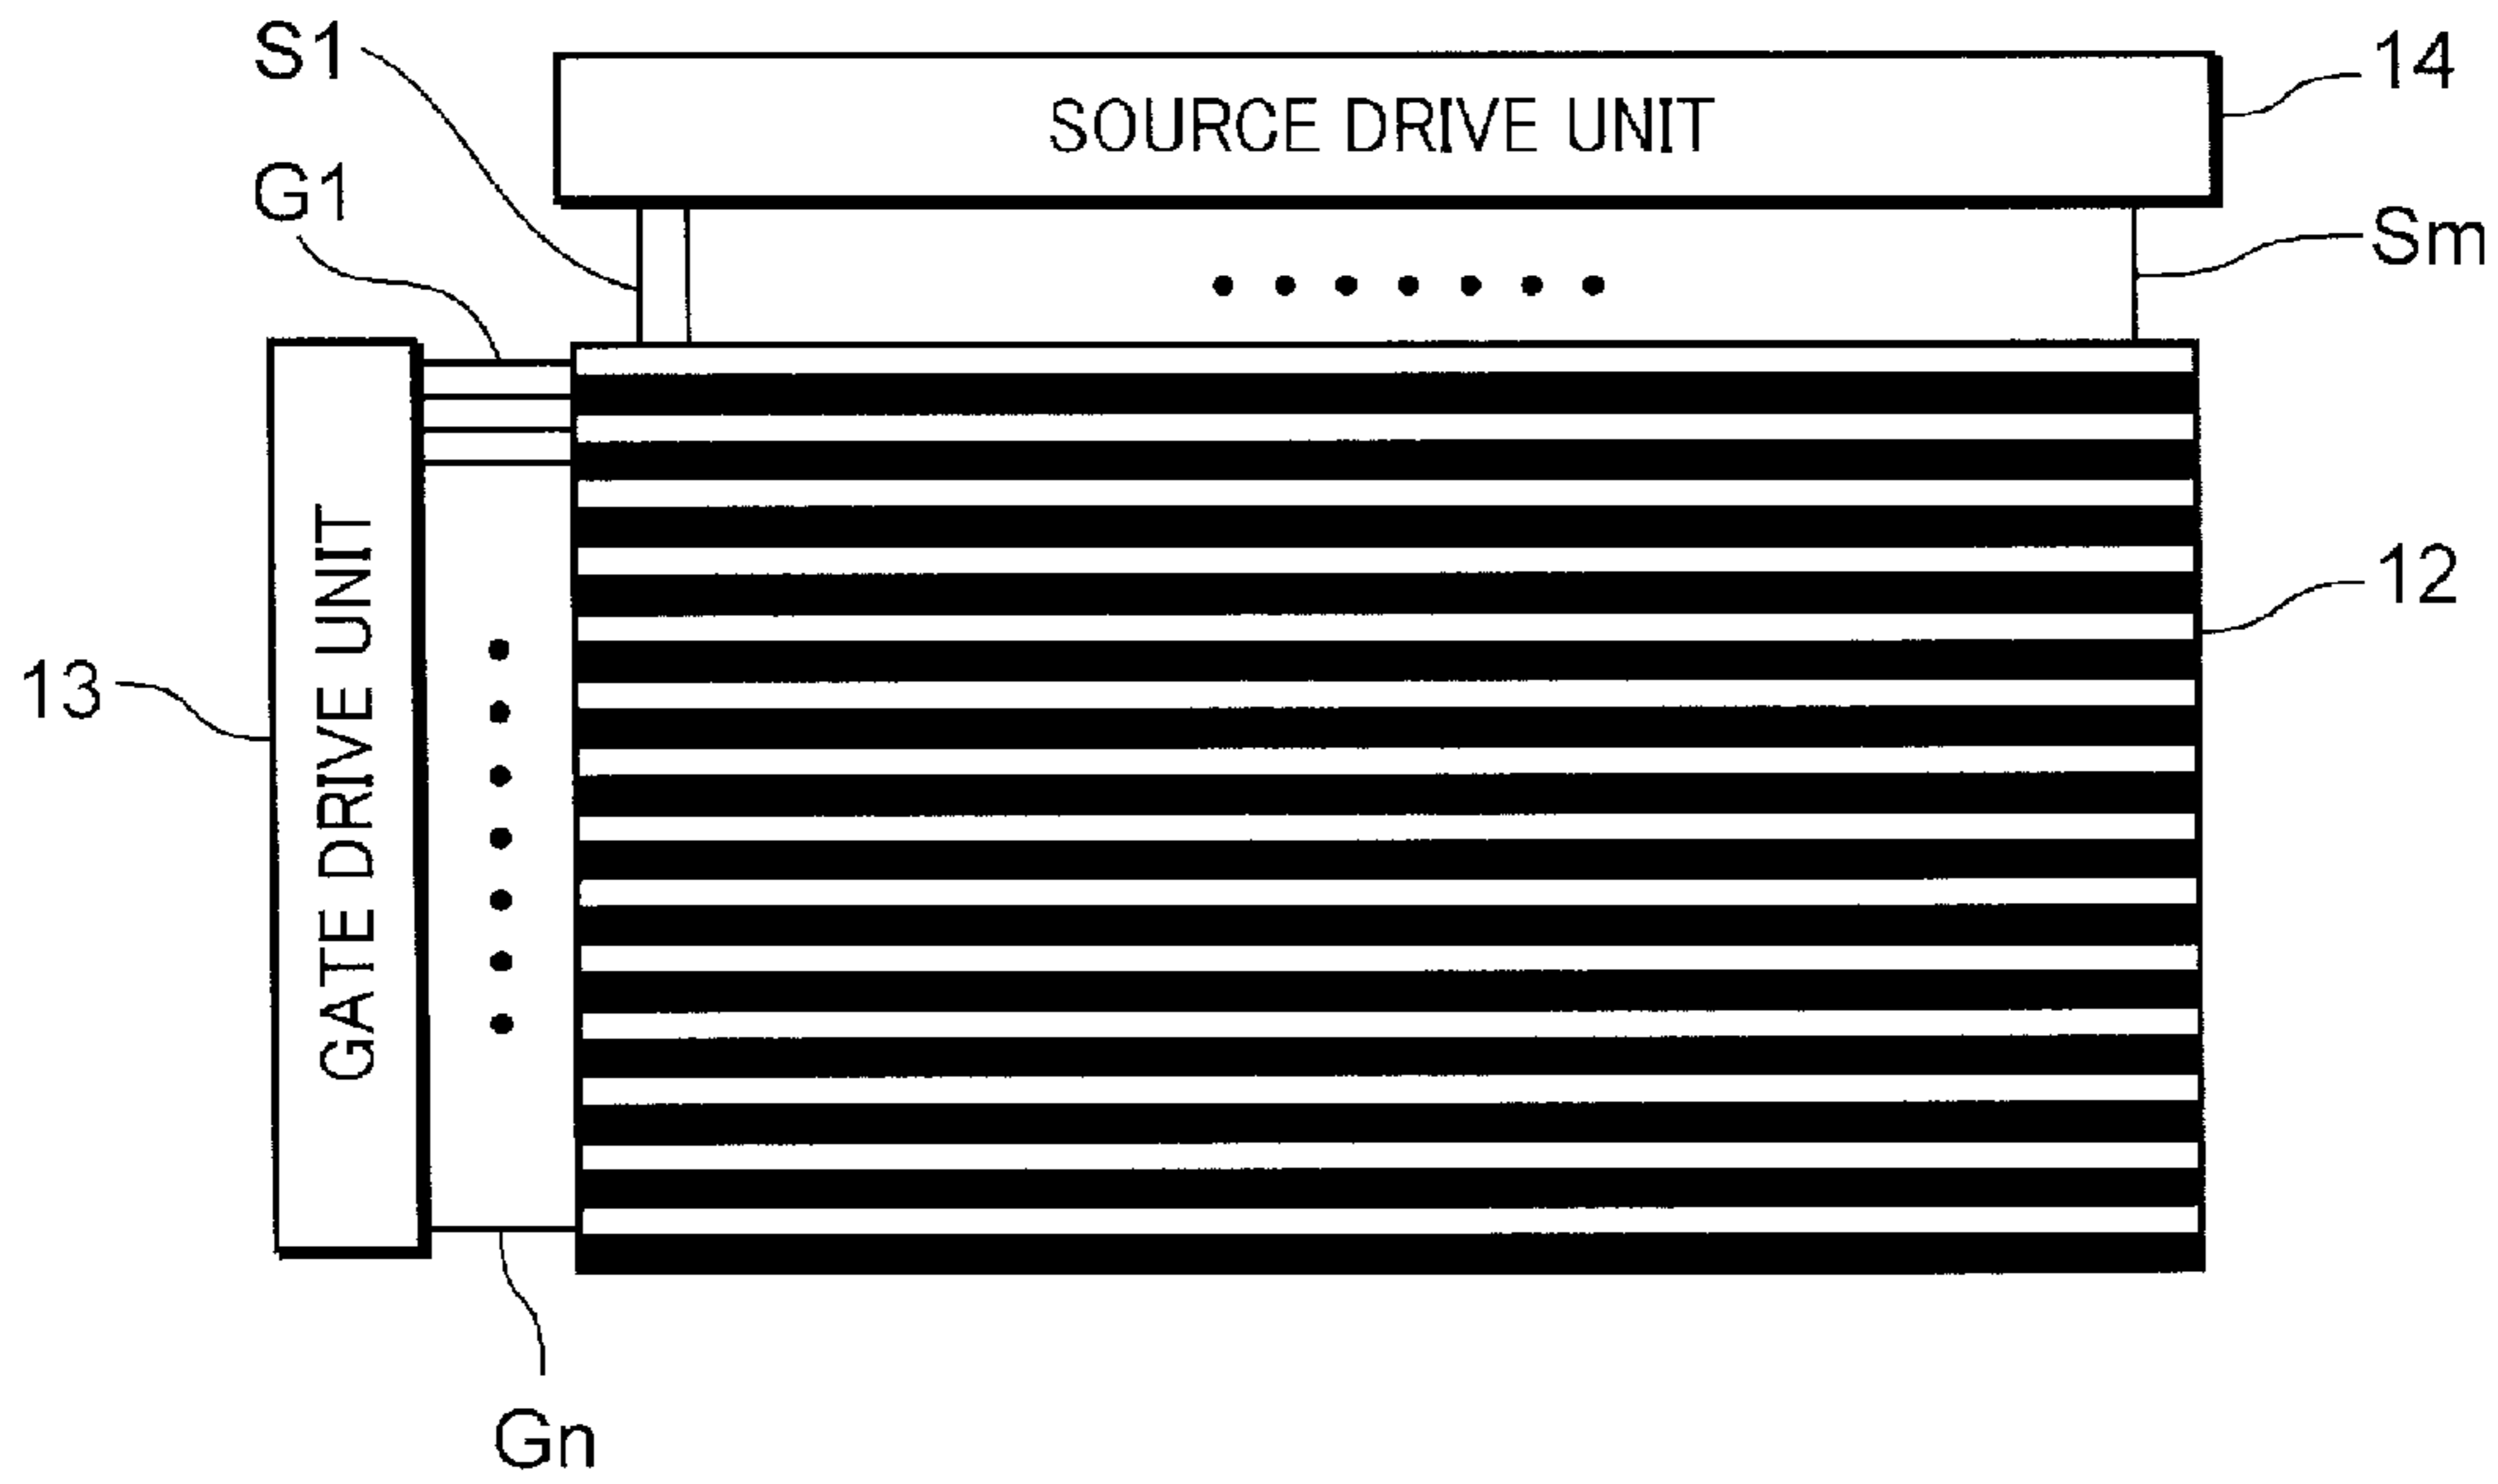 S1
SOURCE DRIVE UNIT
14
G1
Sm
GATE DRIVE UNIT
12
13
Gn